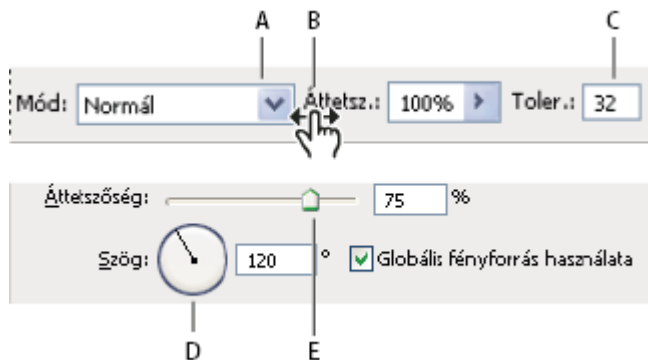 A B C
Mód: Normál Áttetsz.: 100% Toler.: 32
Áttetszőség: 75 %
Szög: 120 ° Globális fényforrás használata
D E